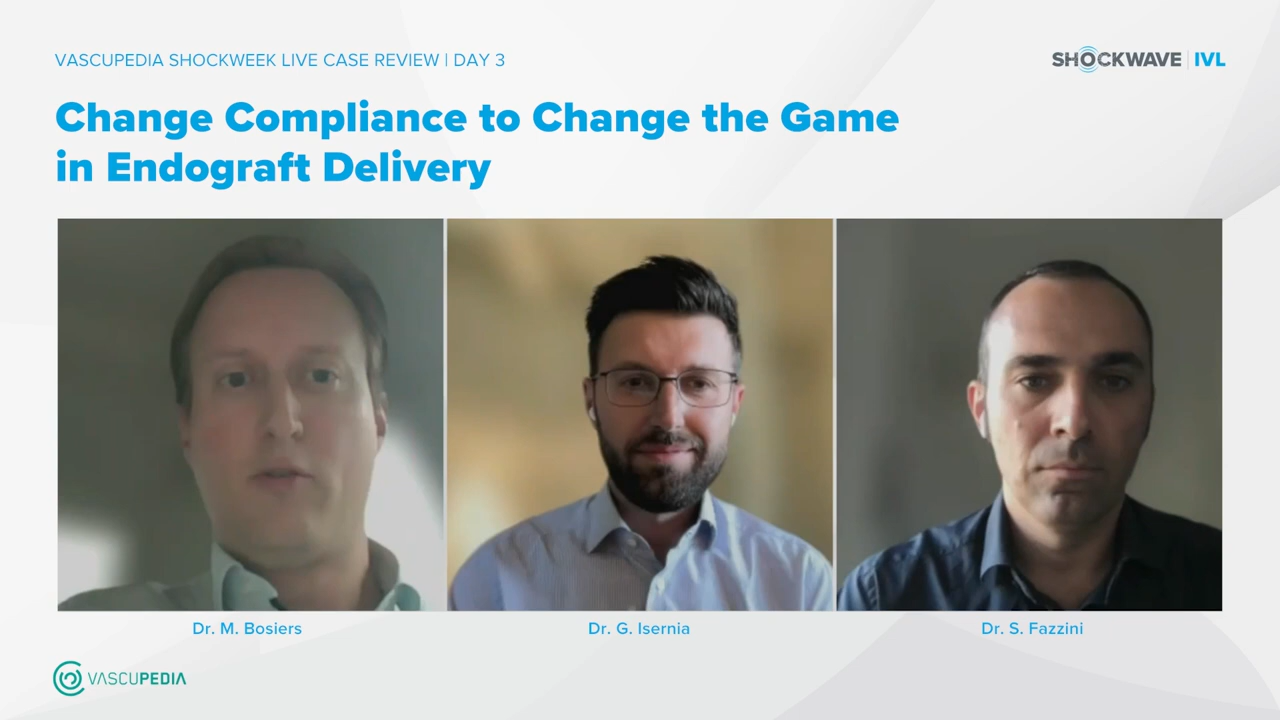 VASCUPEDIA SHOCKWEEK LIVE CASE REVIEW | DAY 3
SHOCKWAVE | IVL
Change Compliance to Change the Game
in Endograft Delivery
Dr. M. Bosiers
Dr. G. Isernia
Dr. S. Fazzini
VASCUPEDIA